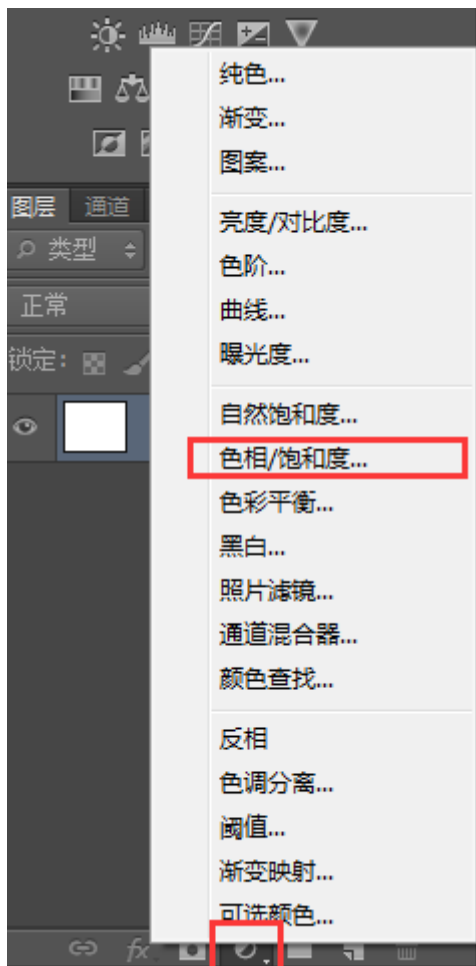 纯色...
渐变...
图案...
图层 通道
亮度/对比度...
类型
色阶...
正常
曲线...
锁定:
曝光度...
自然饱和度...
色相/饱和度...
色彩平衡...
黑白...
照片滤镜...
通道混合器...
颜色查找...
反相
色调分离...
阈值...
渐变映射...
可选颜色...
fx